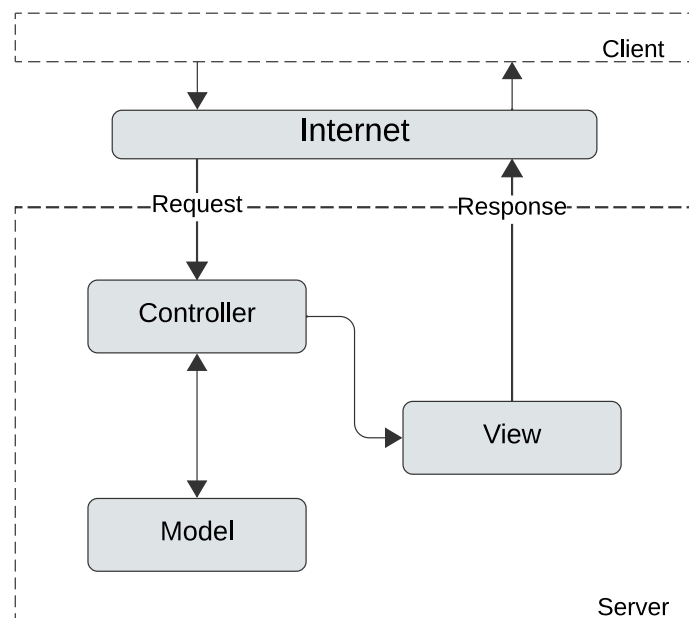 Client
Internet
Request
Response
Controller
View
Model
Server